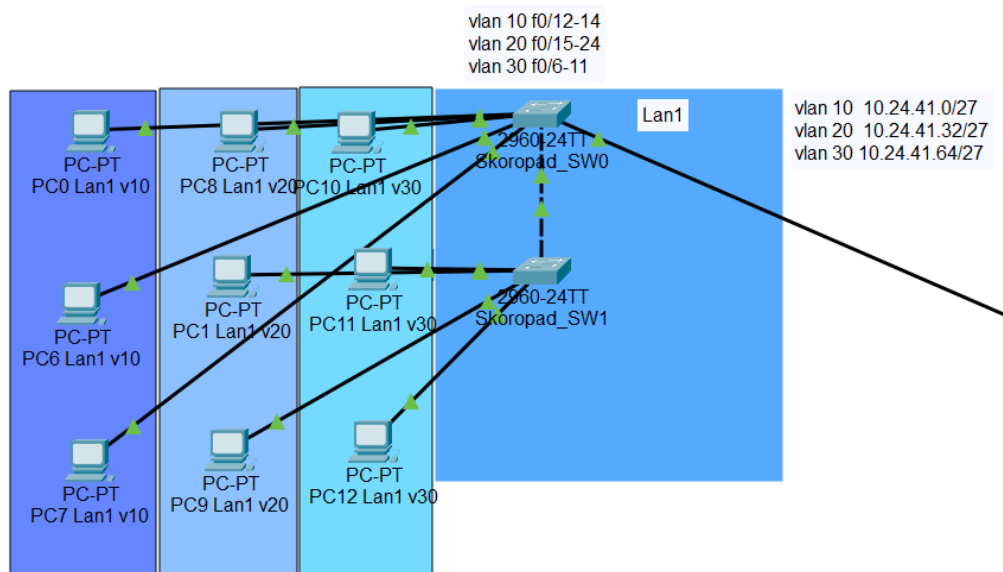 vlan 10 f0/12-14
vlan 20 f0/15-24
vlan 30 f0/6-11
Lan1
vlan 10  10.24.41.0/27
vlan 20  10.24.41.32/27
vlan 30 10.24.41.64/27
PC-PT
PC0 Lan1 v10
PC-PT
PC8 Lan1 v20
PC-PT
PC10 Lan1 v30
2960-24TT
Skoropad_SW0
PC-PT
PC6 Lan1 v10
PC-PT
PC1 Lan1 v20
PC-PT
PC11 Lan1 v30
2960-24TT
Skoropad_SW1
PC-PT
PC7 Lan1 v10
PC-PT
PC9 Lan1 v20
PC-PT
PC12 Lan1 v30